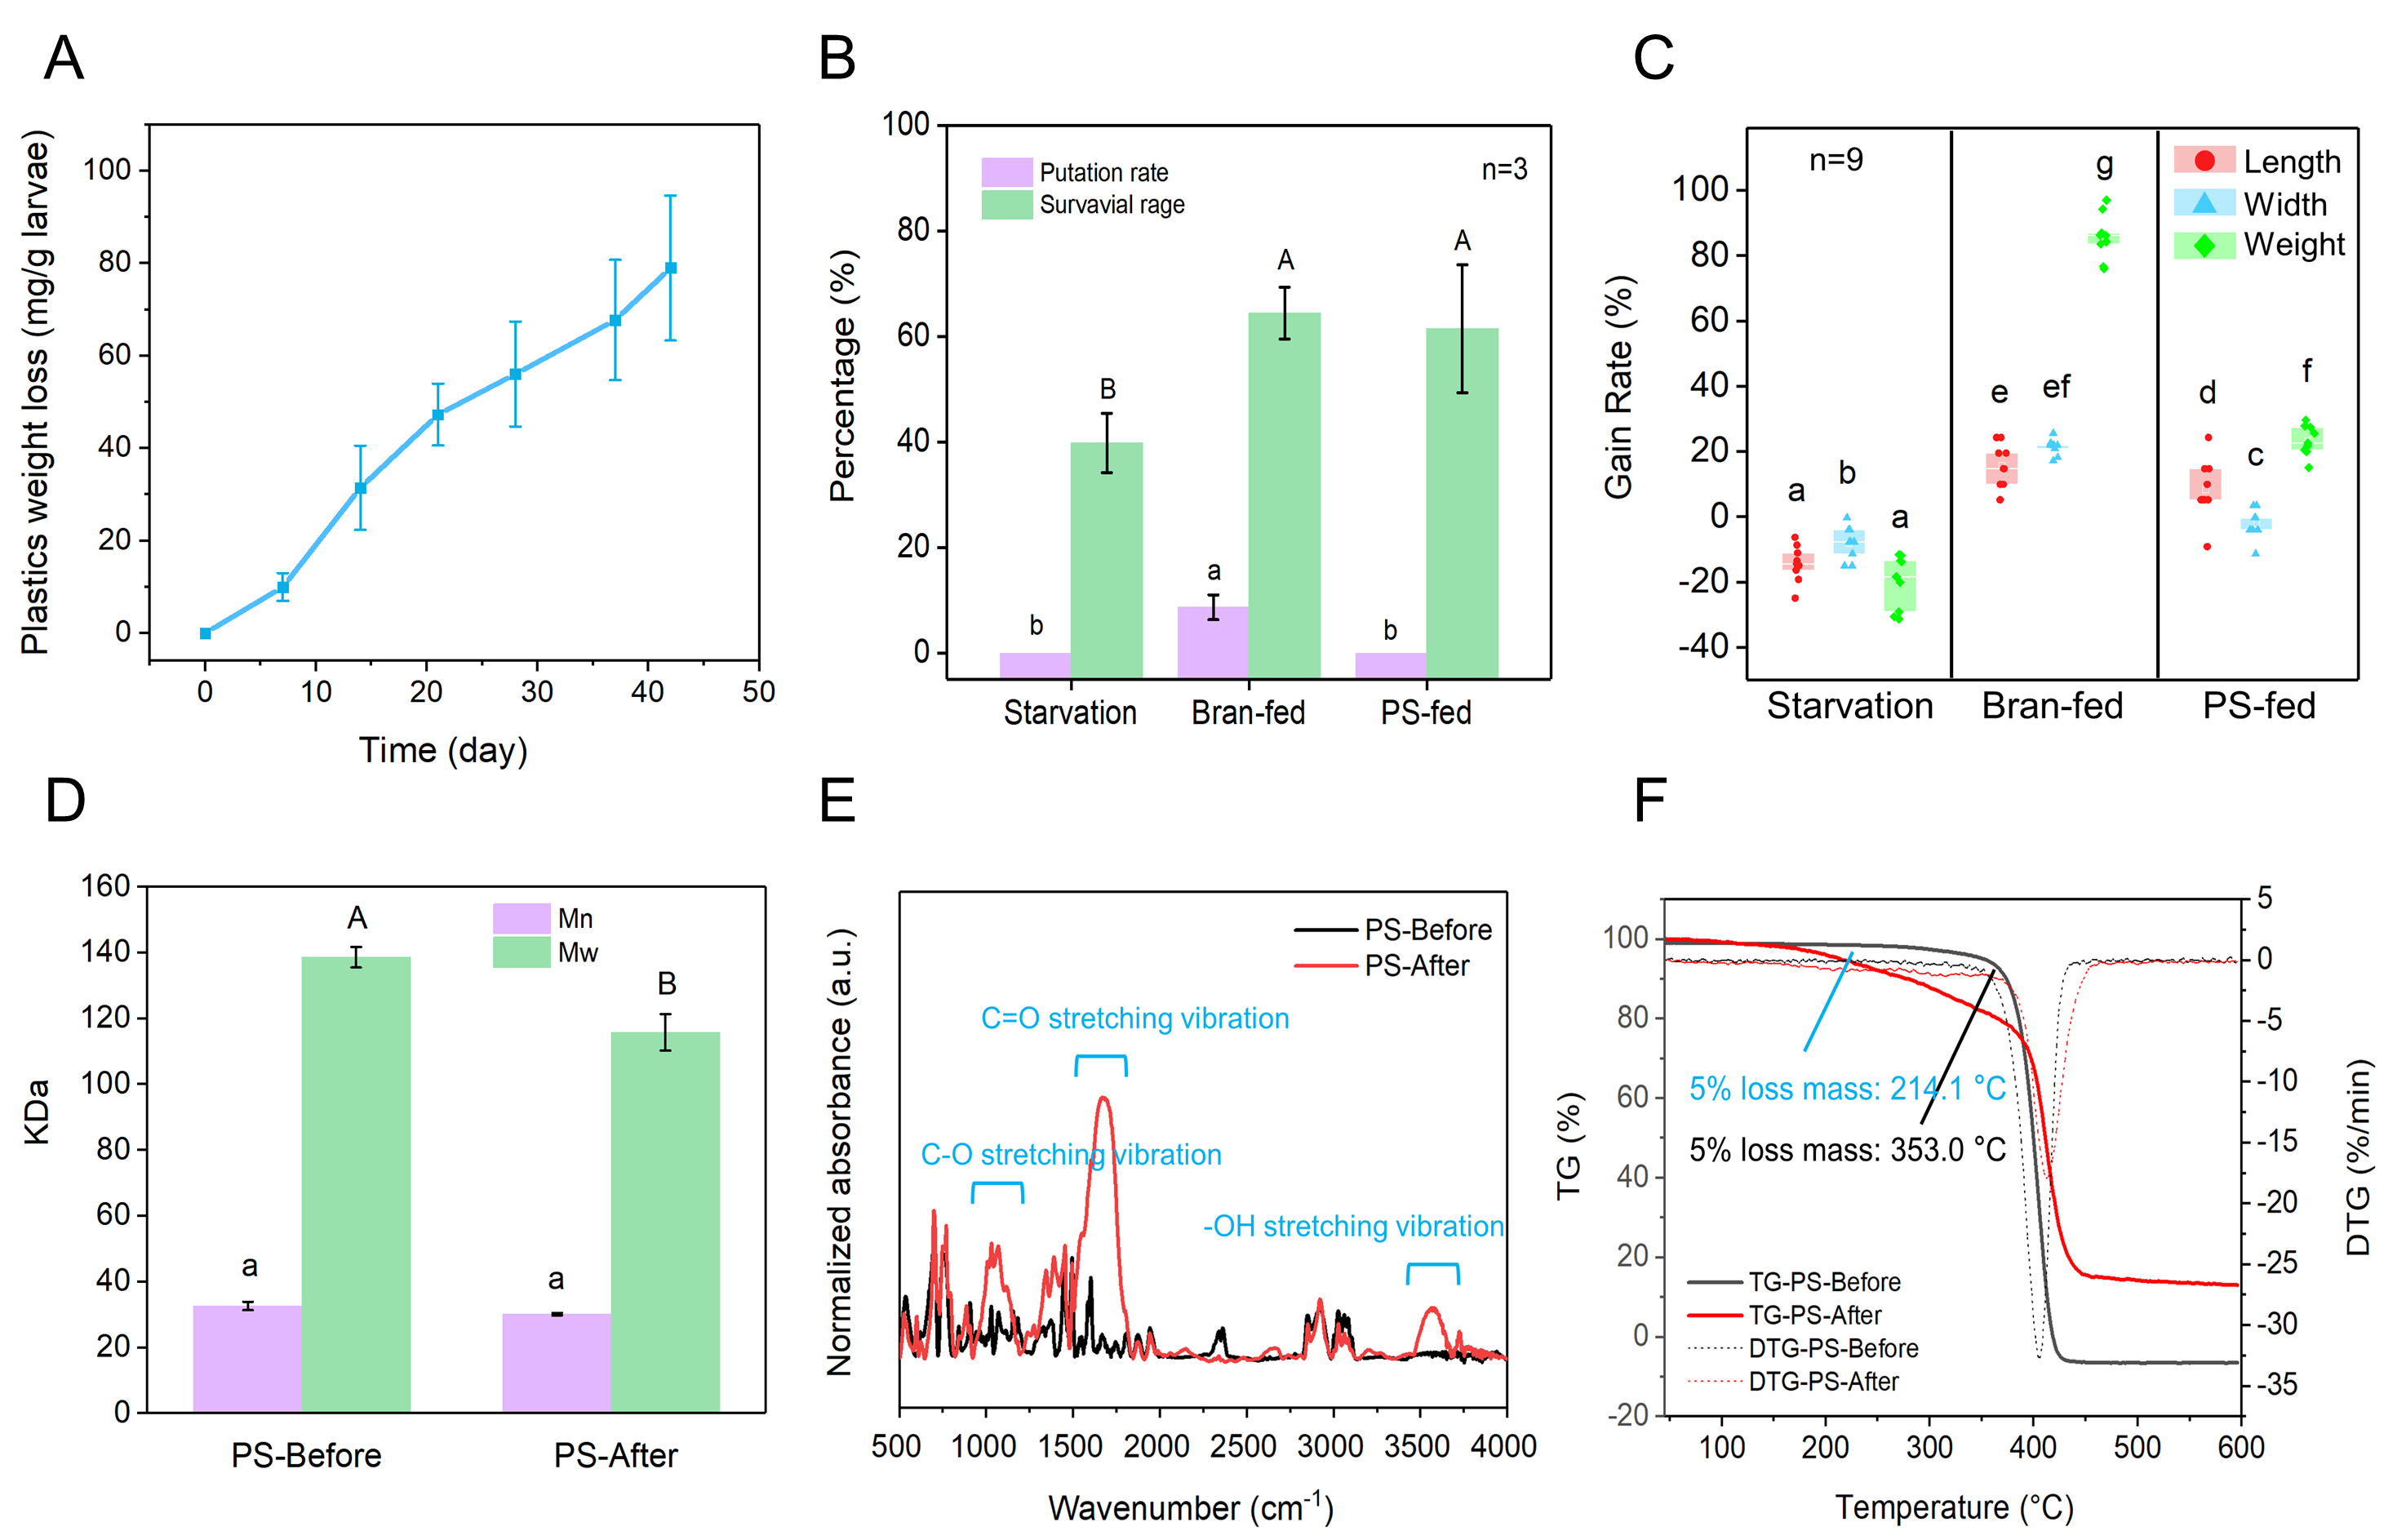 A
Plastics weight loss (mg/g larvae)
100
80
60
40
20
0
0 10 20 30 40 50
Time (day)
B
Percentage (%)
100
80
60
40
20
0
Putation rate
Survavial rage
n=3
b B a A b A
Starvation Bran-fed PS-fed
C
Gain Rate (%)
100
80
60
40
20
0
-20
-40
n=9
Length
Width
Weight
a b a e ef g d c f
Starvation Bran-fed PS-fed
D
KDa
160
140
120
100
80
60
40
20
0
Mn
Mw
a A a B
PS-Before PS-After
E
Normalized absorbance (a.u.)
PS-Before
PS-After
C=O stretching vibration
C-O stretching vibration
-OH stretching vibration
500 1000 1500 2000 2500 3000 3500 4000
Wavenumber (cm-1)
F
TG (%)
100
80
60
40
20
0
-20
5% loss mass: 214.1 °C
5% loss mass: 353.0 °C
TG-PS-Before
TG-PS-After
DTG-PS-Before
DTG-PS-After
5
0
-5
-10
-15
-20
-25
-30
-35
DTG (%/min)
100 200 300 400 500 600
Temperature (°C)